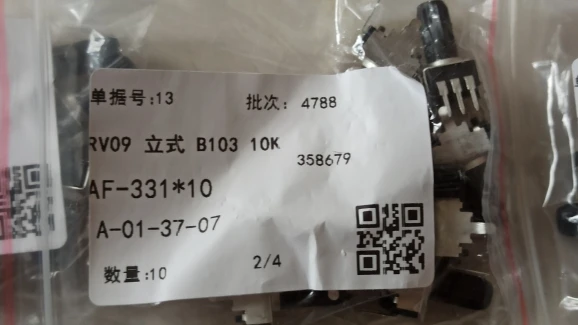 单据号:13 批次: 4788
RV09 立式 B103 10K
358679
AF-331*10
A-01-37-07
数量:10 2/4